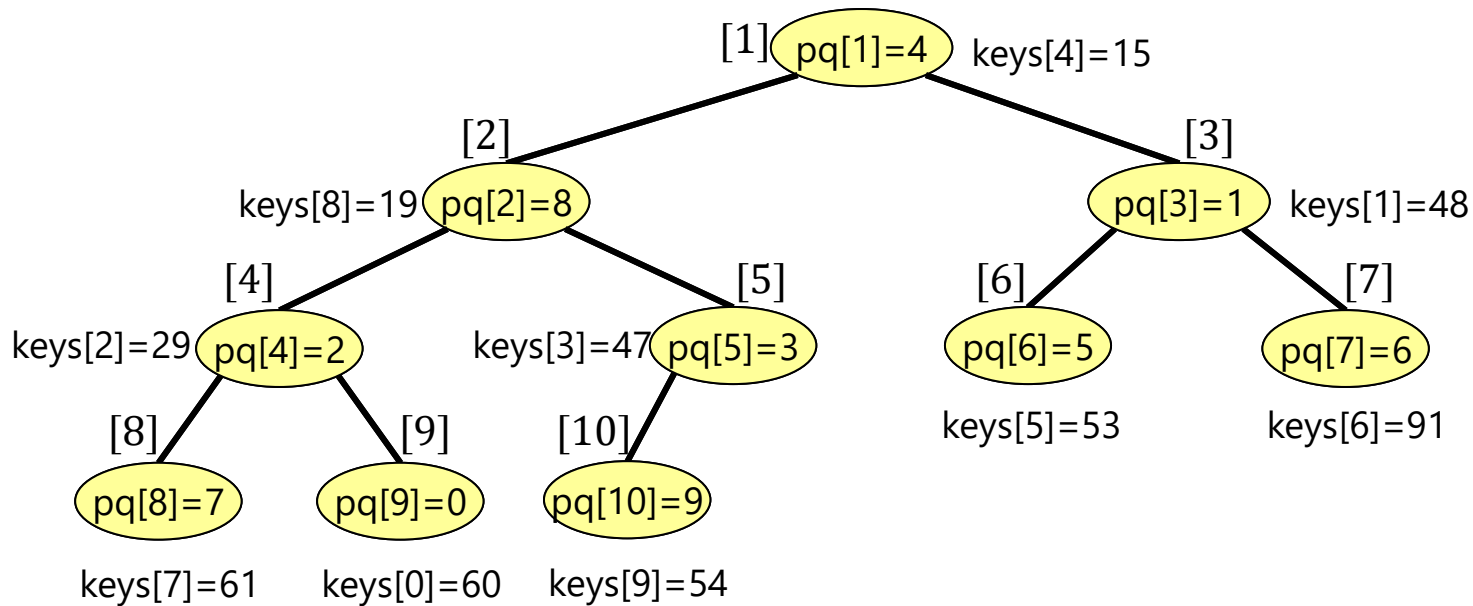 [1] pq[1]=4 keys[4]=15
[2] [3]
keys[8]=19 pq[2]=8 pq[3]=1 keys[1]=48
[4] [5] [6] [7]
keys[2]=29 pq[4]=2 keys[3]=47 pq[5]=3 pq[6]=5 pq[7]=6
[8] [9] [10] keys[5]=53 keys[6]=91
pq[8]=7 pq[9]=0 pq[10]=9
keys[7]=61 keys[0]=60 keys[9]=54